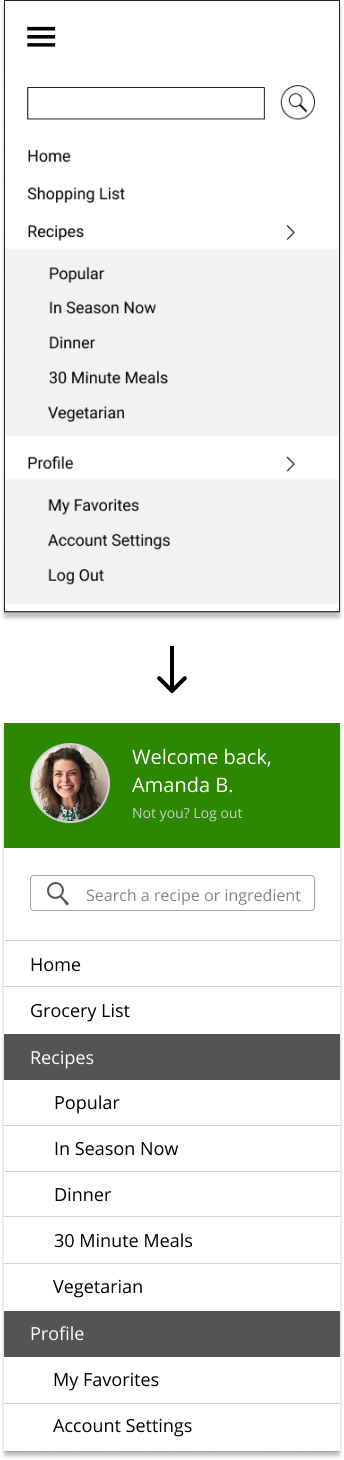 Home
Shopping List
Recipes
Popular
In Season Now
Dinner
30 Minute Meals
Vegetarian
Profile
My Favorites
Account Settings
Log Out
Welcome back,
Amanda B.
Not you? Log out
Search a recipe or ingredient
Home
Grocery List
Recipes
Popular
In Season Now
Dinner
30 Minute Meals
Vegetarian
Profile
My Favorites
Account Settings